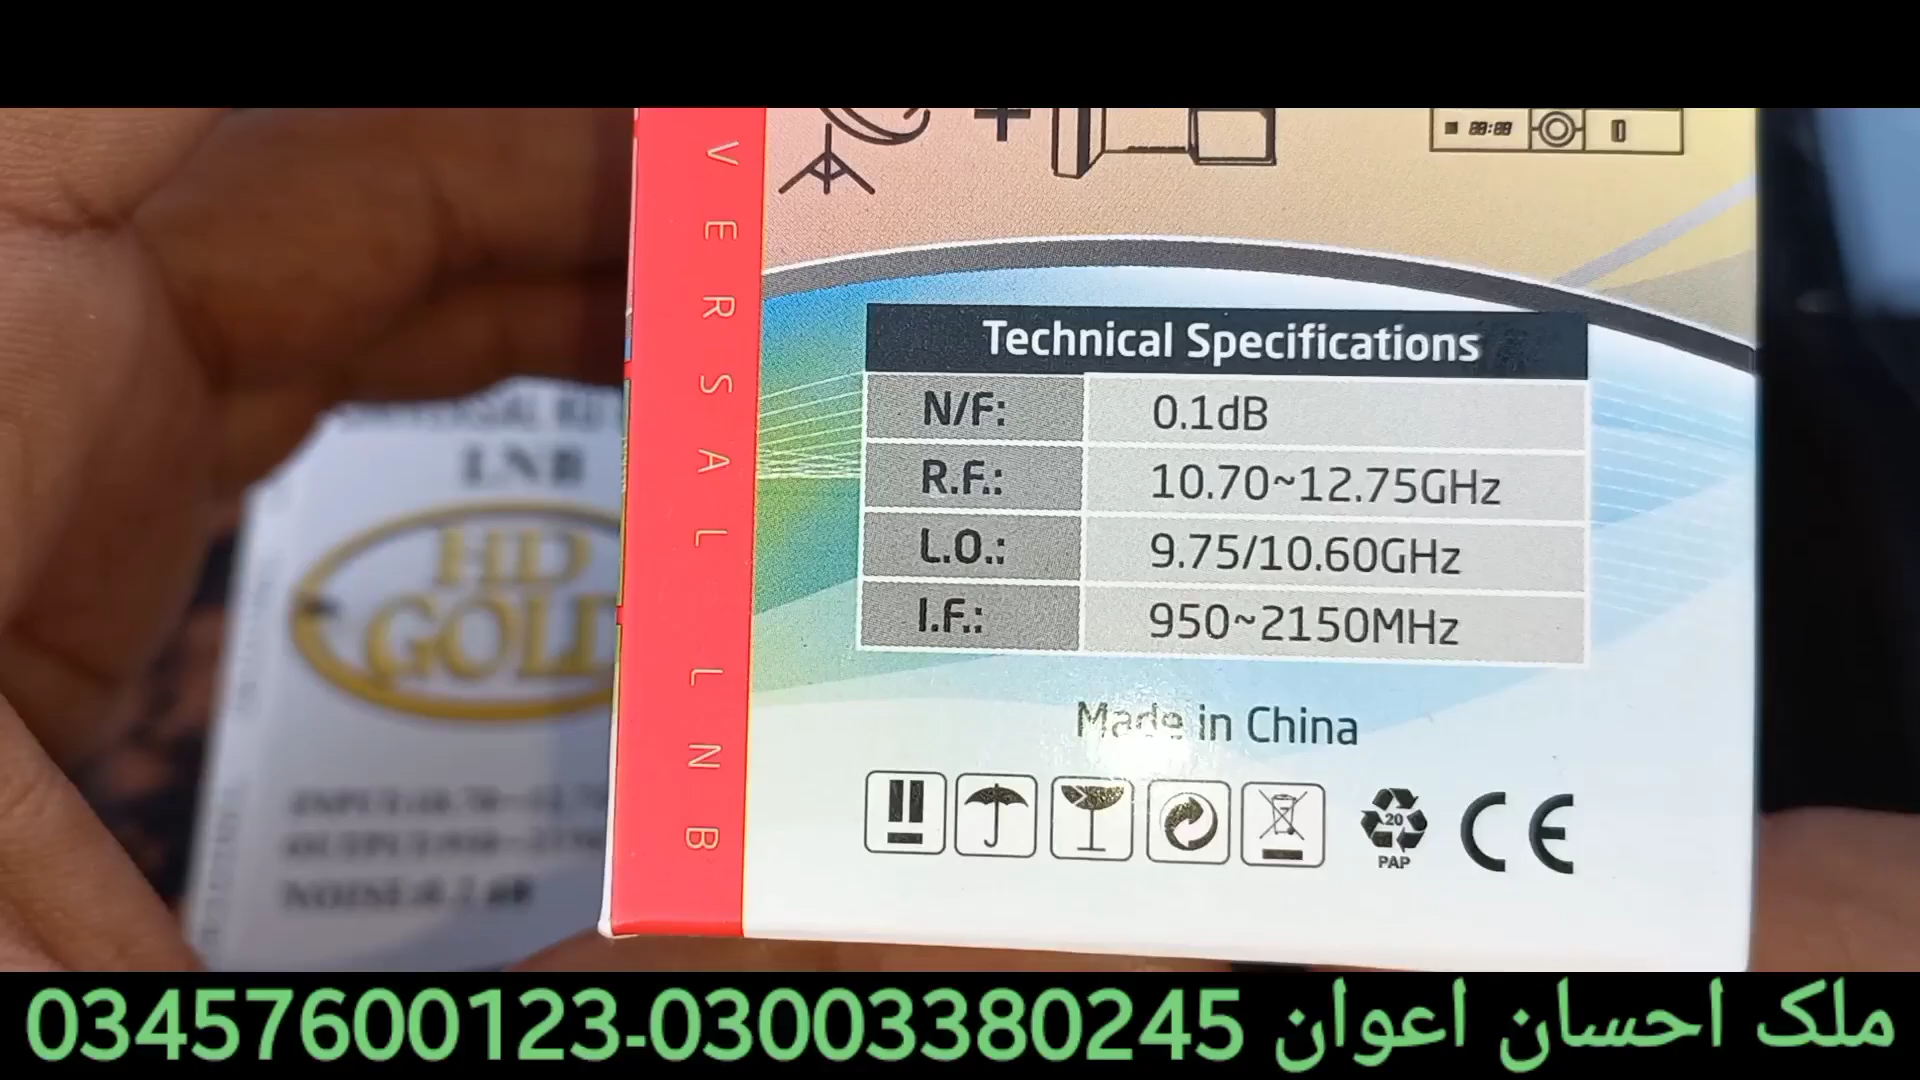 VERSAL LNB
Technical Specifications
N/F: 0.1dB
R.F.: 10.70~12.75GHz
L.O.: 9.75/10.60GHz
I.F.: 950~2150MHz
Made in China
20
PAP
CE
LNB
HD
GOLD
03457600123-03003380245 ملک احسان اعوان